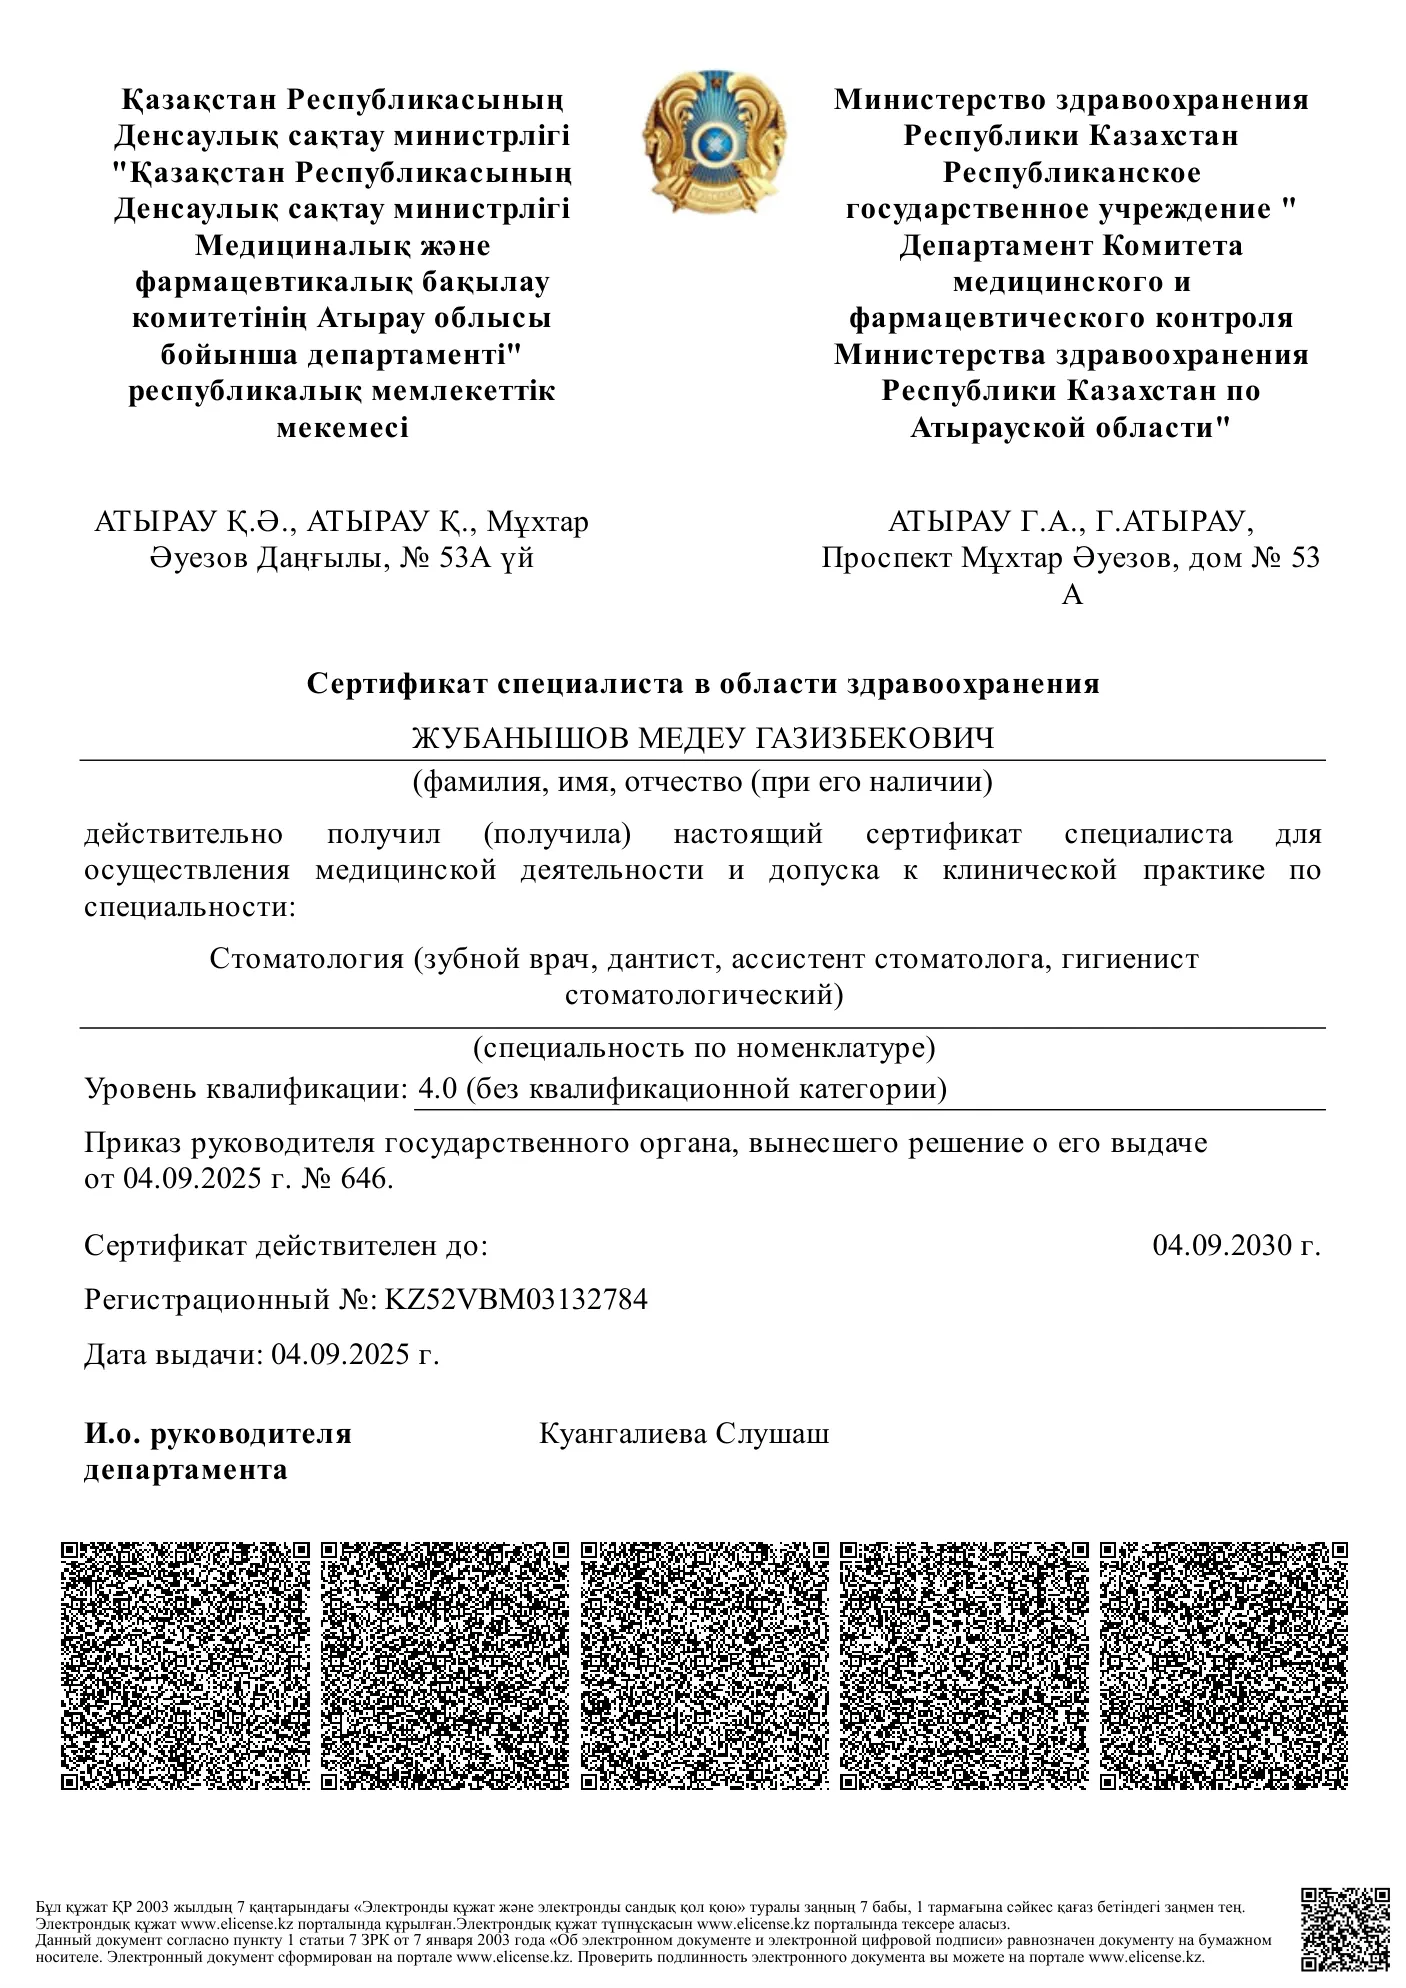 Қазақстан Республикасының
Денсаулық сақтау министрлігі
"Қазақстан Республикасының
Денсаулық сақтау министрлігі
Медициналық және
фармацевтикалық бақылау
комитетінің Атырау облысы
бойынша департаменті"
республикалық мемлекеттік
мекемесі
Министерство здравоохранения
Республики Казахстан
Республиканское
государственное учреждение "
Департамент Комитета
медицинского и
фармацевтического контроля
Министерства здравоохранения
Республики Казахстан по
Атырауской области"
АТЫРАУ Қ.Ә., АТЫРАУ Қ., Мұхтар
Әуезов Даңғылы, № 53А үй
АТЫРАУ Г.А., Г.АТЫРАУ,
Проспект Мұхтар Әуезов, дом № 53
А
Сертификат специалиста в области здравоохранения
ЖУБАНЫШОВ МЕДЕУ ГАЗИЗБЕКОВИЧ
(фамилия, имя, отчество (при его наличии)
действительно получил (получила) настоящий сертификат специалиста для
осуществления медицинской деятельности и допуска к клинической практике по
специальности:
Стоматология (зубной врач, дантист, ассистент стоматолога, гигиенист
стоматологический)
(специальность по номенклатуре)
Уровень квалификации: 4.0 (без квалификационной категории)
Приказ руководителя государственного органа, вынесшего решение о его выдаче
от 04.09.2025 г. № 646.
Сертификат действителен до: 04.09.2030 г.
Регистрационный №: KZ52VBM03132784
Дата выдачи: 04.09.2025 г.
И.о. руководителя
департамента
Куангалиева Слушаш
Бұл құжат ҚР 2003 жылдың 7 қаңтарындағы «Электронды құжат және электронды сандық қол қою» туралы заңның 7 бабы, 1 тармағына сәйкес қағаз бетіндегі заңмен тең.
Электрондық құжат www.elicense.kz порталында құрылған.Электрондық құжат түпнұсқасын www.elicense.kz порталында тексере аласыз.
Данный документ согласно пункту 1 статьи 7 ЗРК от 7 января 2003 года «Об электронном документе и электронной цифровой подписи» равнозначен документу на бумажном
носителе. Электронный документ сформирован на портале www.elicense.kz. Проверить подлинность электронного документа вы можете на портале www.elicense.kz.